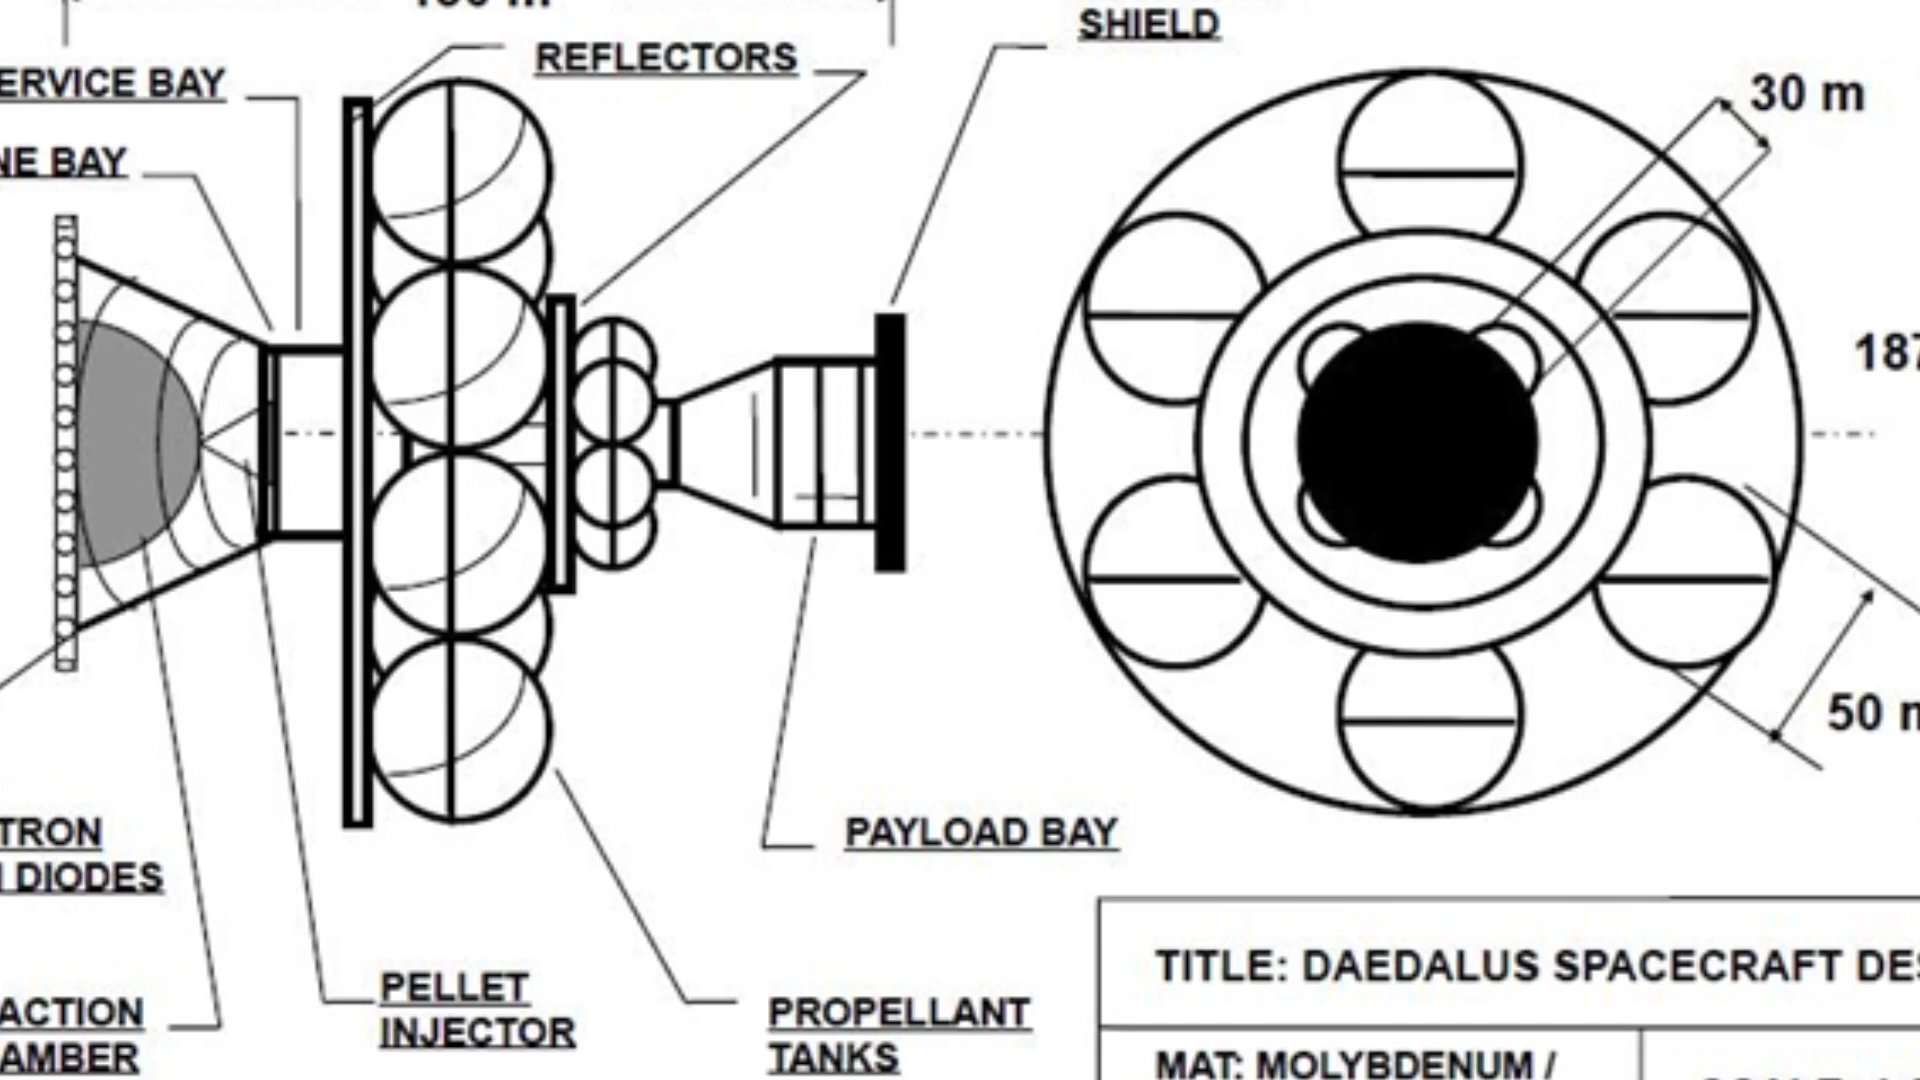 SHIELD
REFLECTORS
ERVICE BAY
30 m
NE BAY
187
50 m
TRON
DIODES
PAYLOAD BAY
TITLE: DAEDALUS SPACECRAFT DES
PELLET
INJECTOR
ACTION
AMBER
PROPELLANT
TANKS
MAT: MOLYBDENUM /